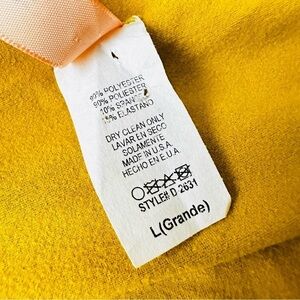 90% POLYESTER
90% POLIESTER
10% SPAN
10% ELASTANO
DRY CLEAN ONLY
LAVAR EN SECO
SOLAMENTE
MADE IN U.S.A.
HECHO EN E.U.A.
STYLE# D 2631
L(Grande)